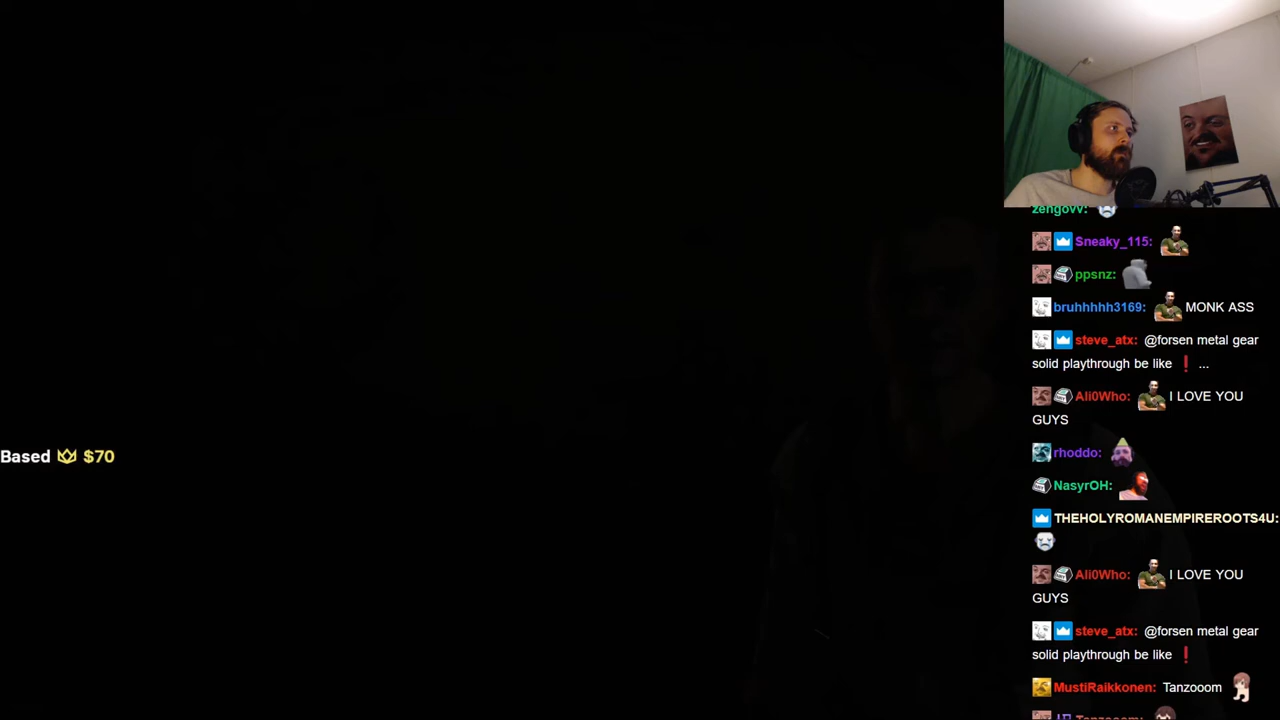 zengovv:
Sneaky_115:
ppsnz:
bruhhhhh3169: MONK ASS
steve_atx: @forsen metal gear
solid playthrough be like ❗ ...
Ali0Who: I LOVE YOU
GUYS
Based $70
rhoddo:
NasyrOH:
THEHOLYROMANEMPIREROOTS4U:
Ali0Who: I LOVE YOU
GUYS
steve_atx: @forsen metal gear
solid playthrough be like ❗
MustiRaikkonen: Tanzooom
Tanzooom: